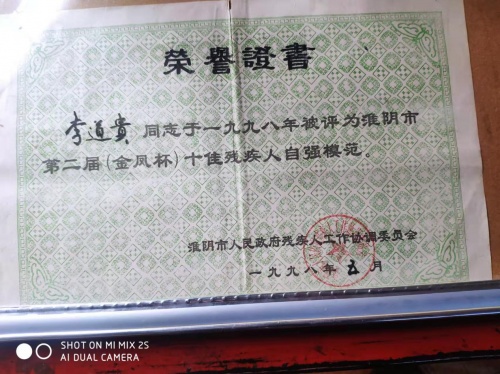 荣誉證書
李道贵 同志于一九九八年被评为淮阴市
第二届(金凤杯)十佳残疾人自强模范。
淮阴市人民政府残疾人工作协调委员会
一九九八年五月
SHOT ON MI MIX 2S
AI DUAL CAMERA